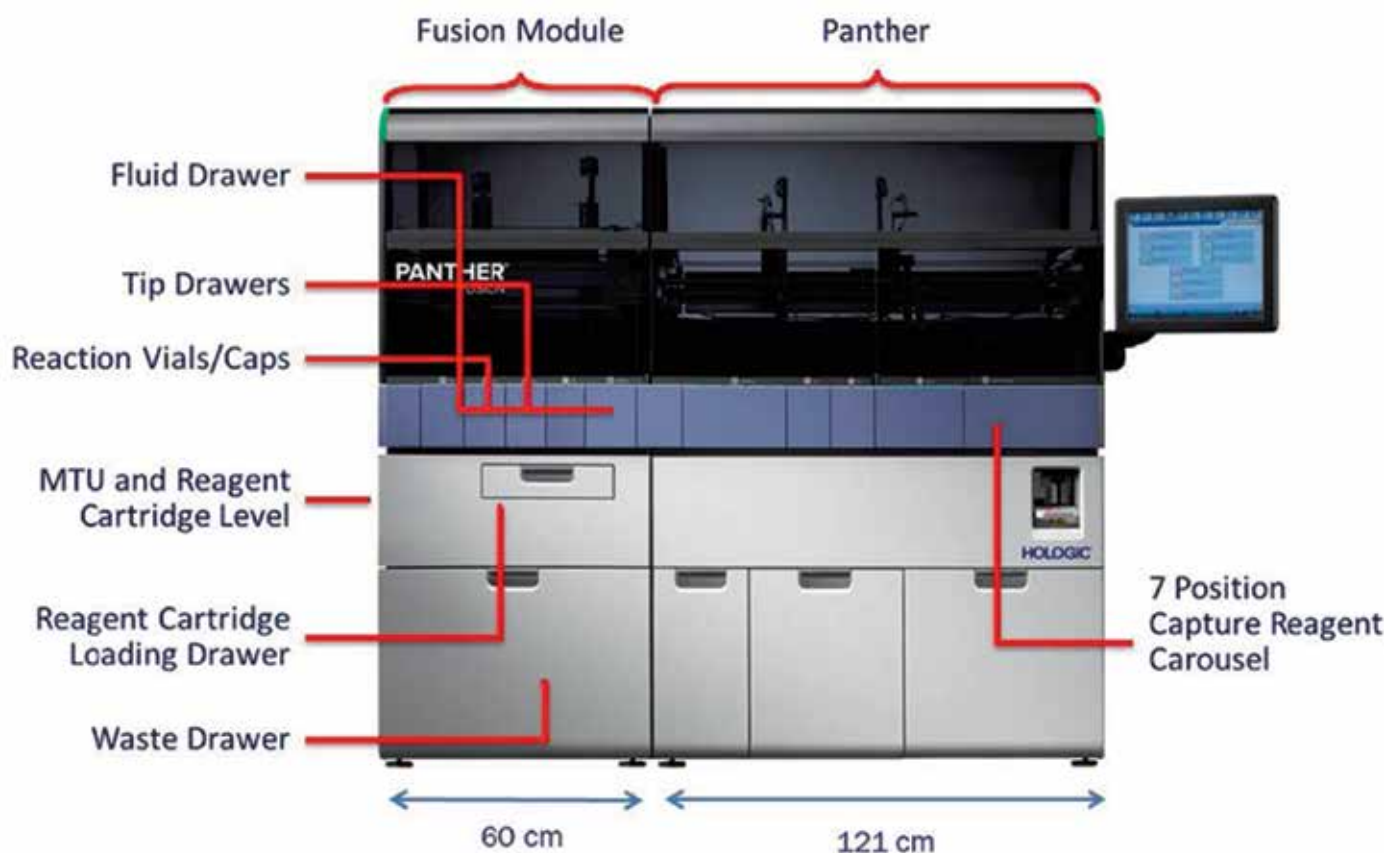 Fusion Module
Panther
Fluid Drawer
Tip Drawers
Reaction Vials/Caps
MTU and Reagent
Cartridge Level
Reagent Cartridge
Loading Drawer
Waste Drawer
PANTHER
HOLOGIC
7 Position
Capture Reagent
Carousel
60 cm
121 cm